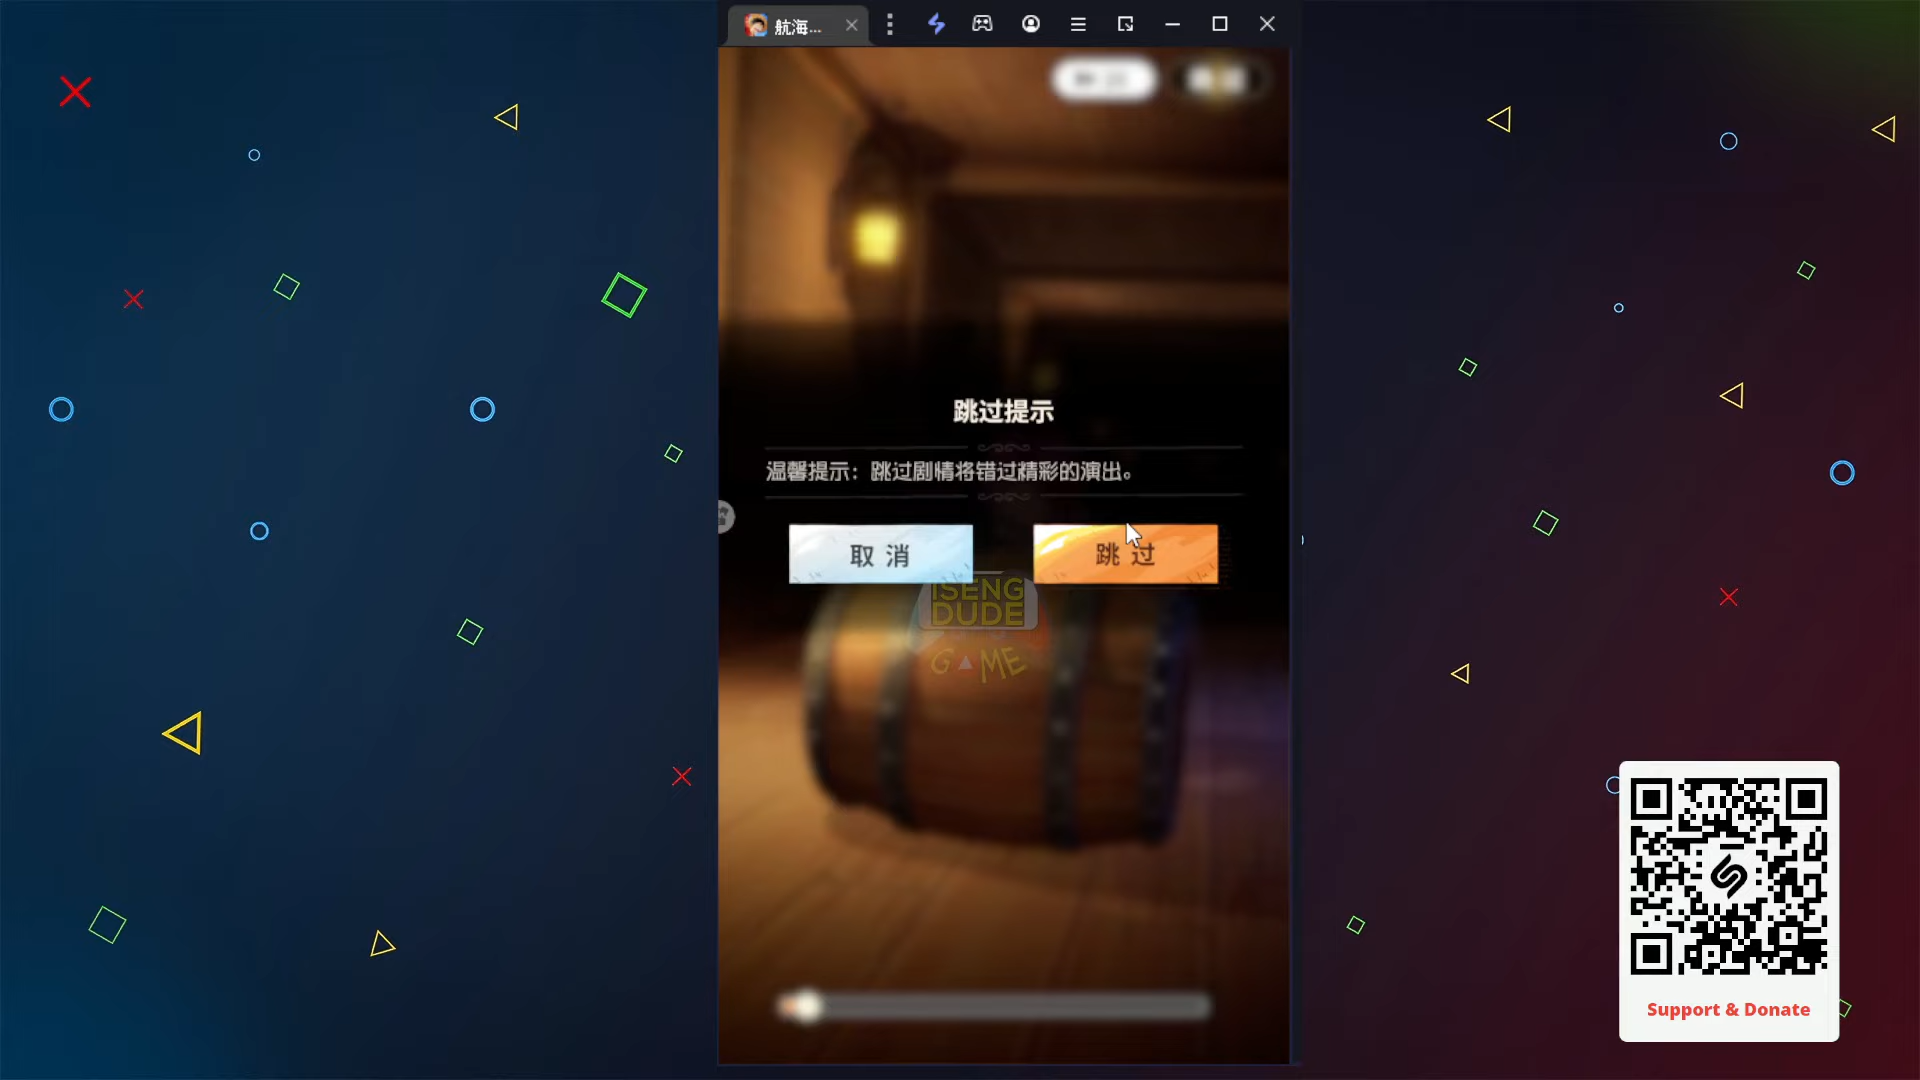 航海...
跳过提示
温馨提示：跳过剧情将错过精彩的演出。
取消
跳过
ISENG
DUDE
GAME
Support & Donate